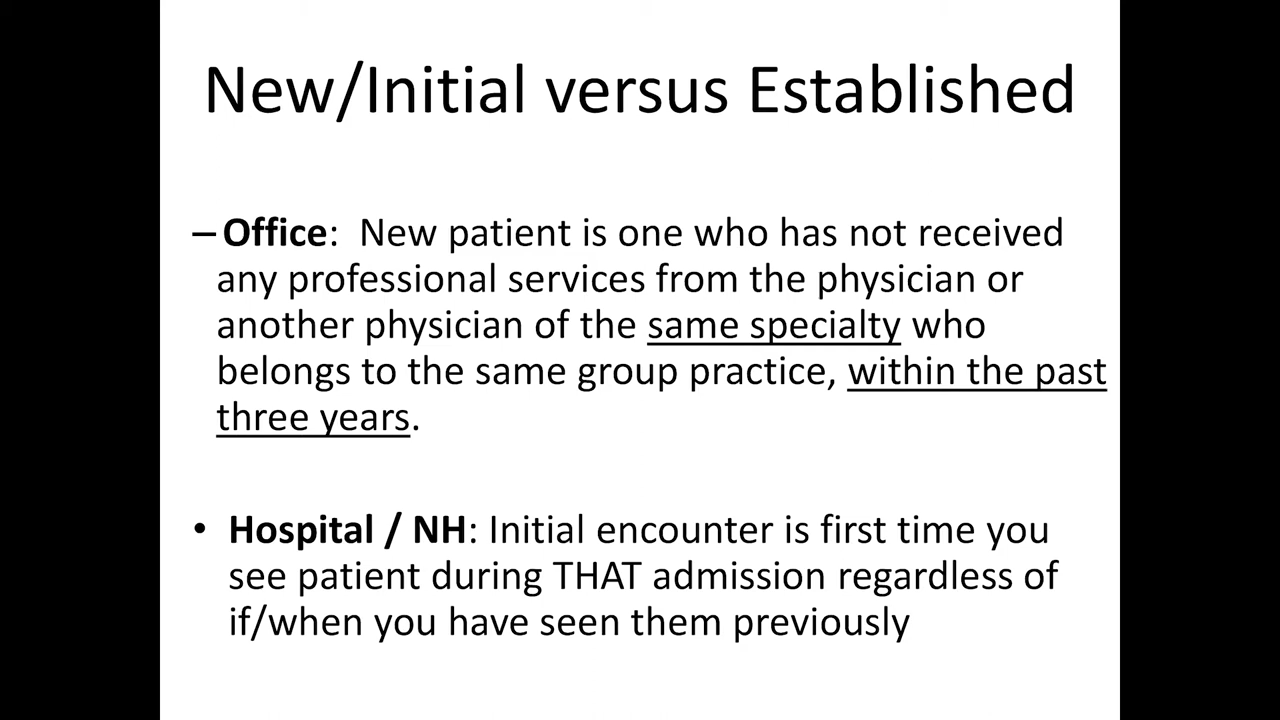 New/Initial versus Established
– Office:  New patient is one who has not received
any professional services from the physician or
another physician of the same specialty who
belongs to the same group practice, within the past
three years.
• Hospital / NH: Initial encounter is first time you
see patient during THAT admission regardless of
if/when you have seen them previously